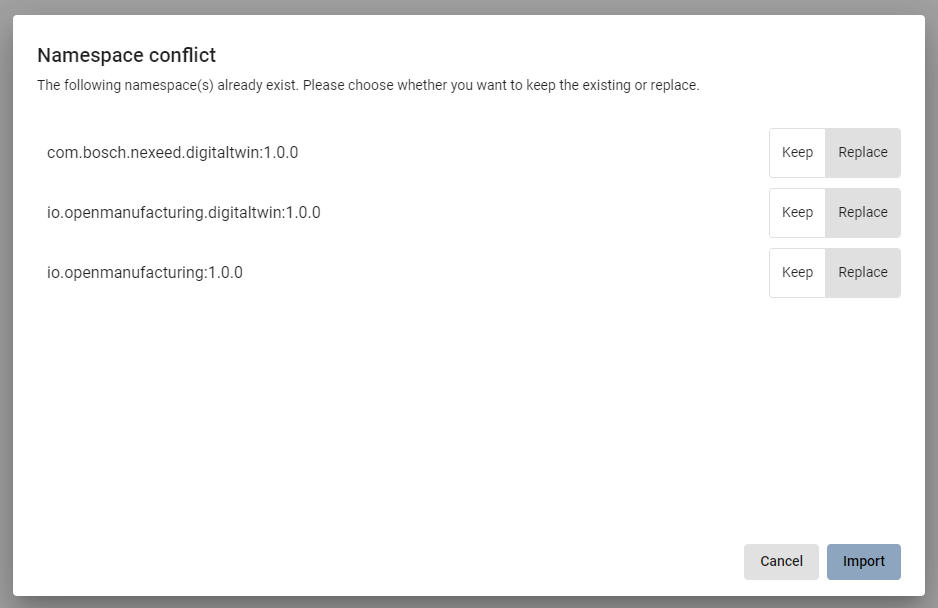 Namespace conflict
The following namespace(s) already exist. Please choose whether you want to keep the existing or replace.
com.bosch.nexeed.digitaltwin:1.0.0 Keep Replace
io.openmanufacturing.digitaltwin:1.0.0 Keep Replace
io.openmanufacturing:1.0.0 Keep Replace
Cancel Import